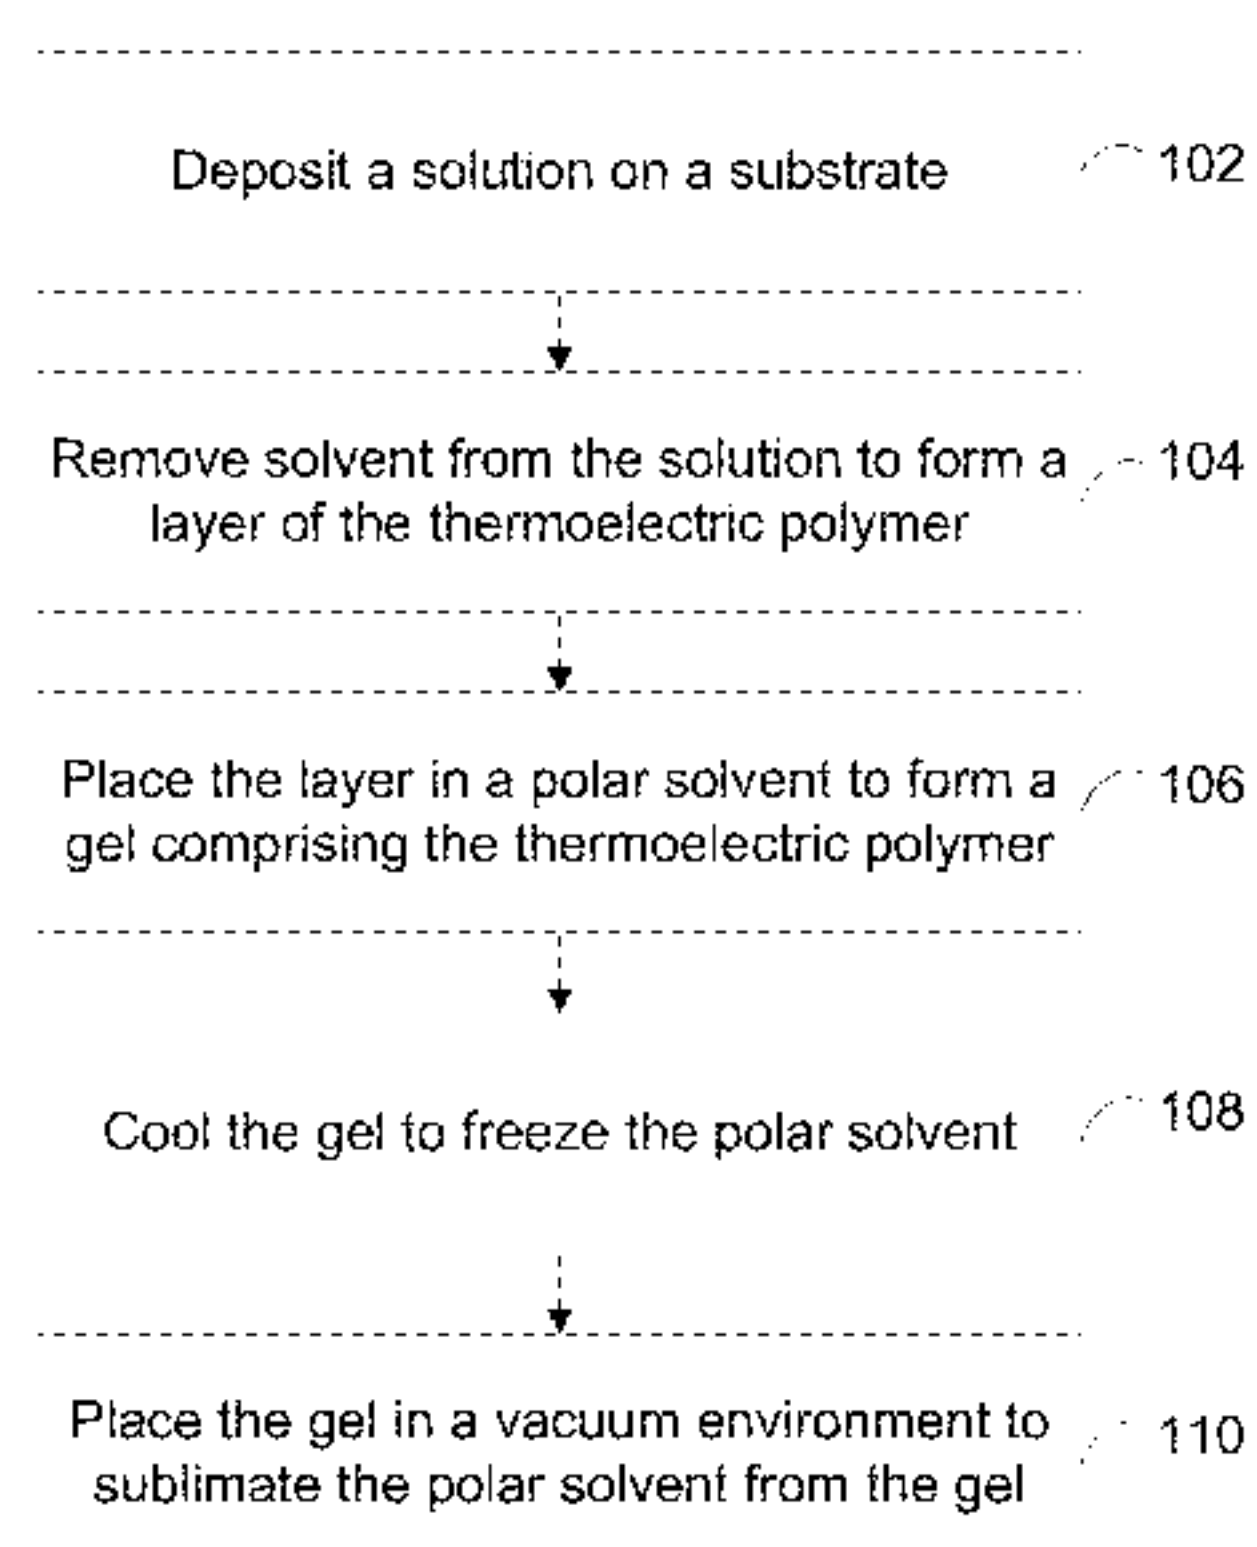 Deposit a solution on a substrate
102
Remove solvent from the solution to form a
layer of the thermoelectric polymer
104
Place the layer in a polar solvent to form a
gel comprising the thermoelectric polymer
106
Cool the gel to freeze the polar solvent
108
Place the gel in a vacuum environment to
sublimate the polar solvent from the gel
110